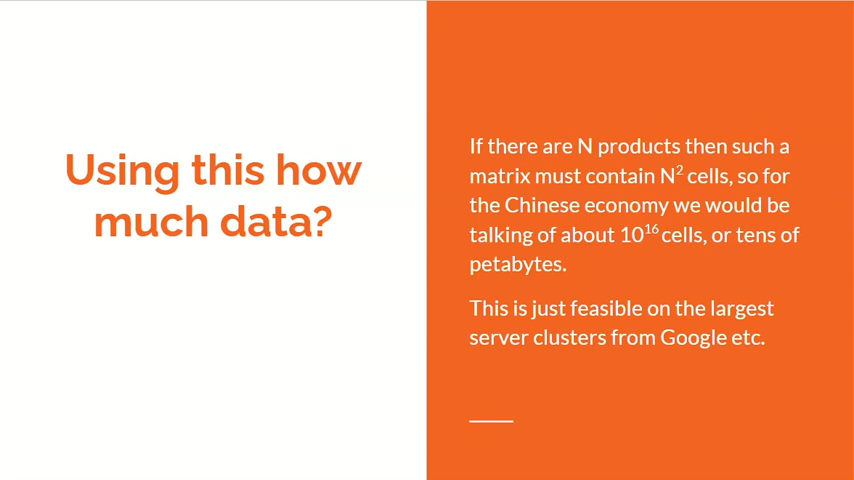 Using this how
much data?
If there are N products then such a
matrix must contain N² cells, so for
the Chinese economy we would be
talking of about 10¹⁶ cells, or tens of
petabytes.
This is just feasible on the largest
server clusters from Google etc.